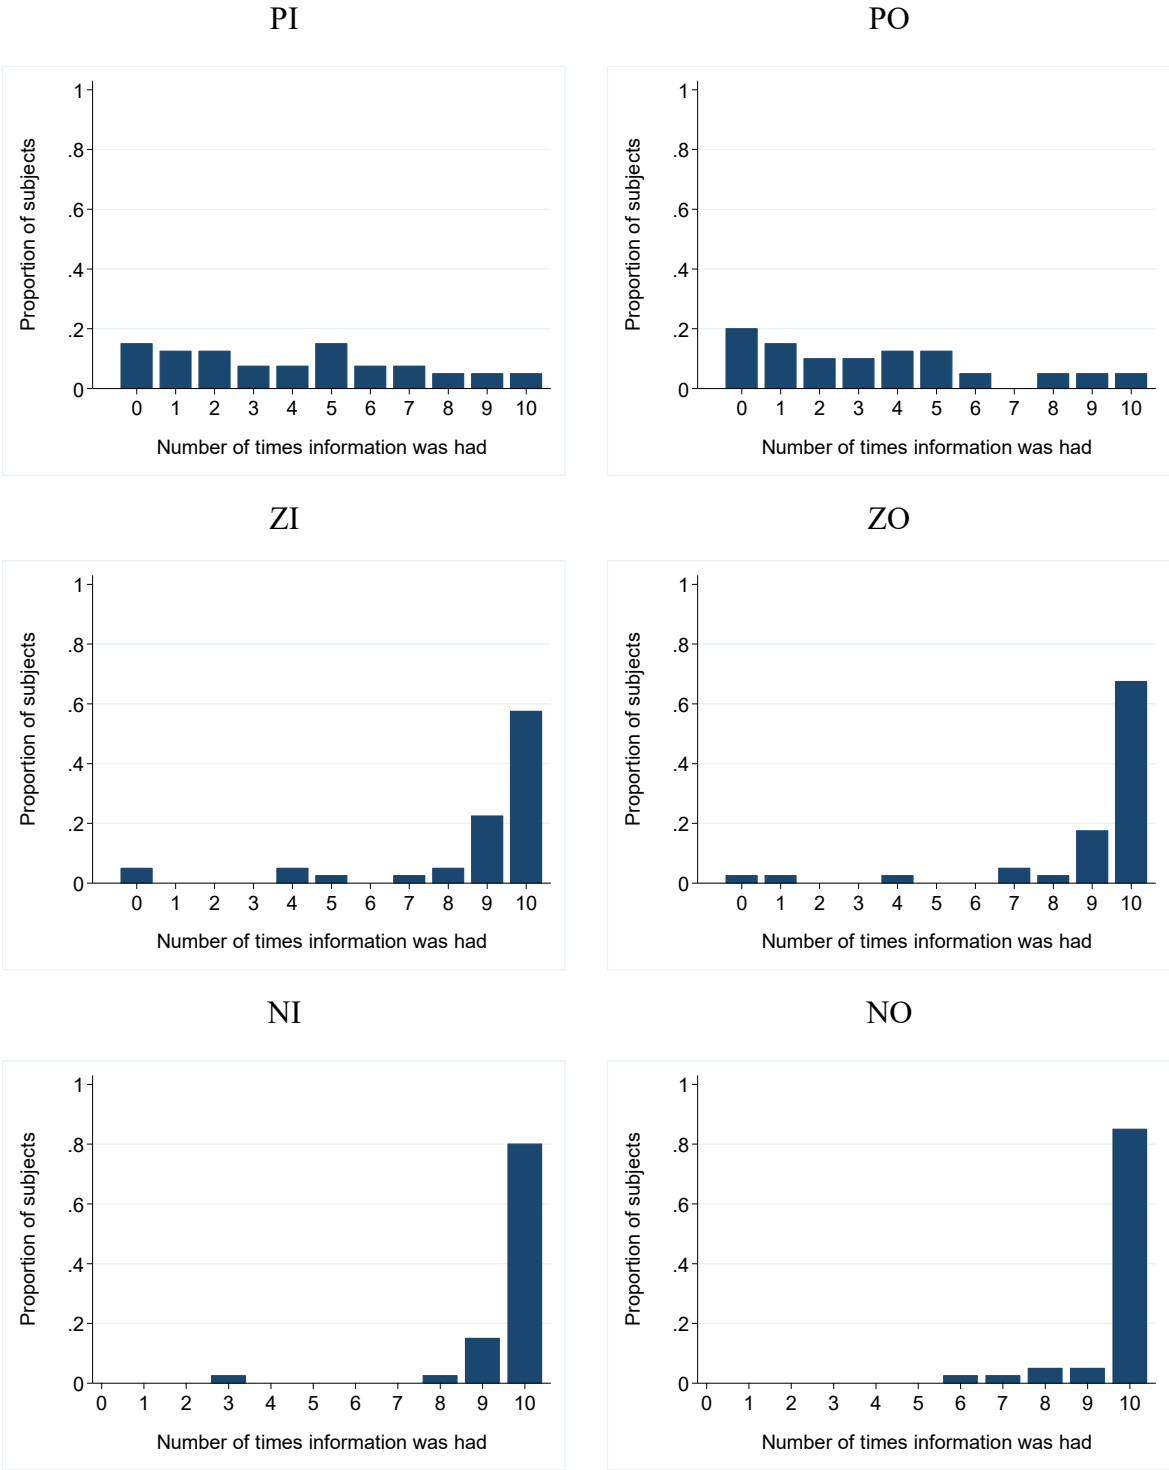 PI
PO
1
.8
.6
.4
.2
0
Proportion of subjects
0 1 2 3 4 5 6 7 8 9 10
Number of times information was had
1
.8
.6
.4
.2
0
Proportion of subjects
0 1 2 3 4 5 6 7 8 9 10
Number of times information was had
ZI
ZO
1
.8
.6
.4
.2
0
Proportion of subjects
0 1 2 3 4 5 6 7 8 9 10
Number of times information was had
1
.8
.6
.4
.2
0
Proportion of subjects
0 1 2 3 4 5 6 7 8 9 10
Number of times information was had
NI
NO
1
.8
.6
.4
.2
0
Proportion of subjects
0 1 2 3 4 5 6 7 8 9 10
Number of times information was had
1
.8
.6
.4
.2
0
Proportion of subjects
0 1 2 3 4 5 6 7 8 9 10
Number of times information was had